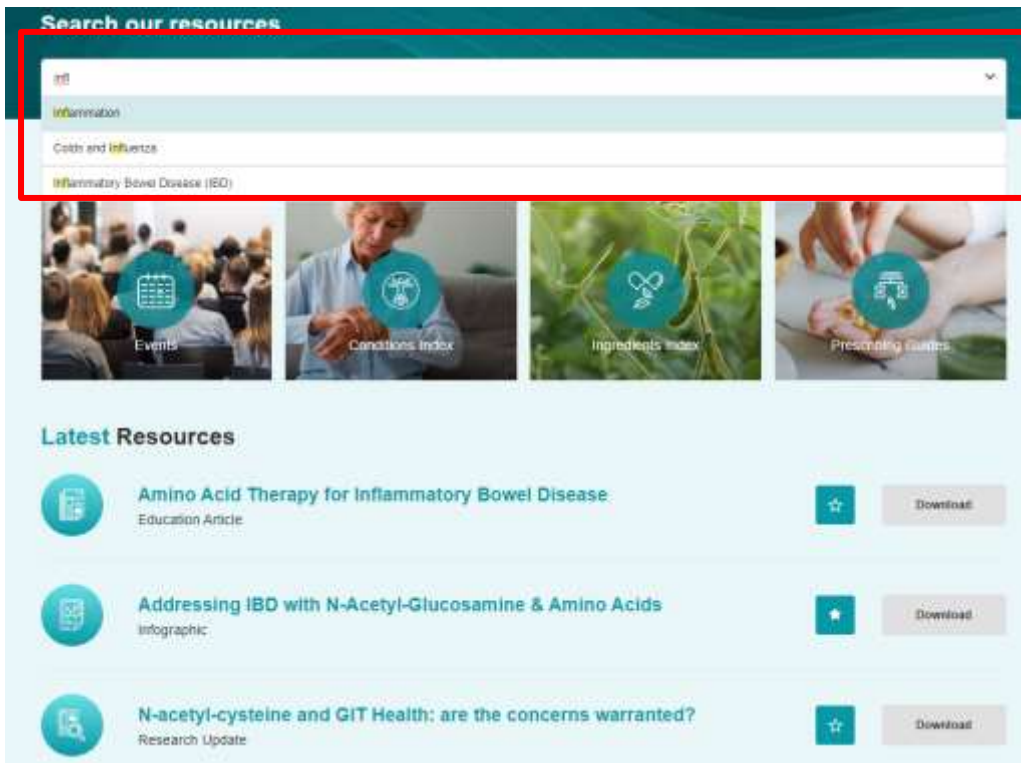 Search our resources
infl
Inflammation
Colds and Influenza
Inflammatory Bowel Disease (IBD)
Events
Conditions Index
Ingredients Index
Prescribing Guides
Latest Resources
Amino Acid Therapy for Inflammatory Bowel Disease
Education Article
Download
Addressing IBD with N-Acetyl-Glucosamine & Amino Acids
Infographic
Download
N-acetyl-cysteine and GIT Health: are the concerns warranted?
Research Update
Download